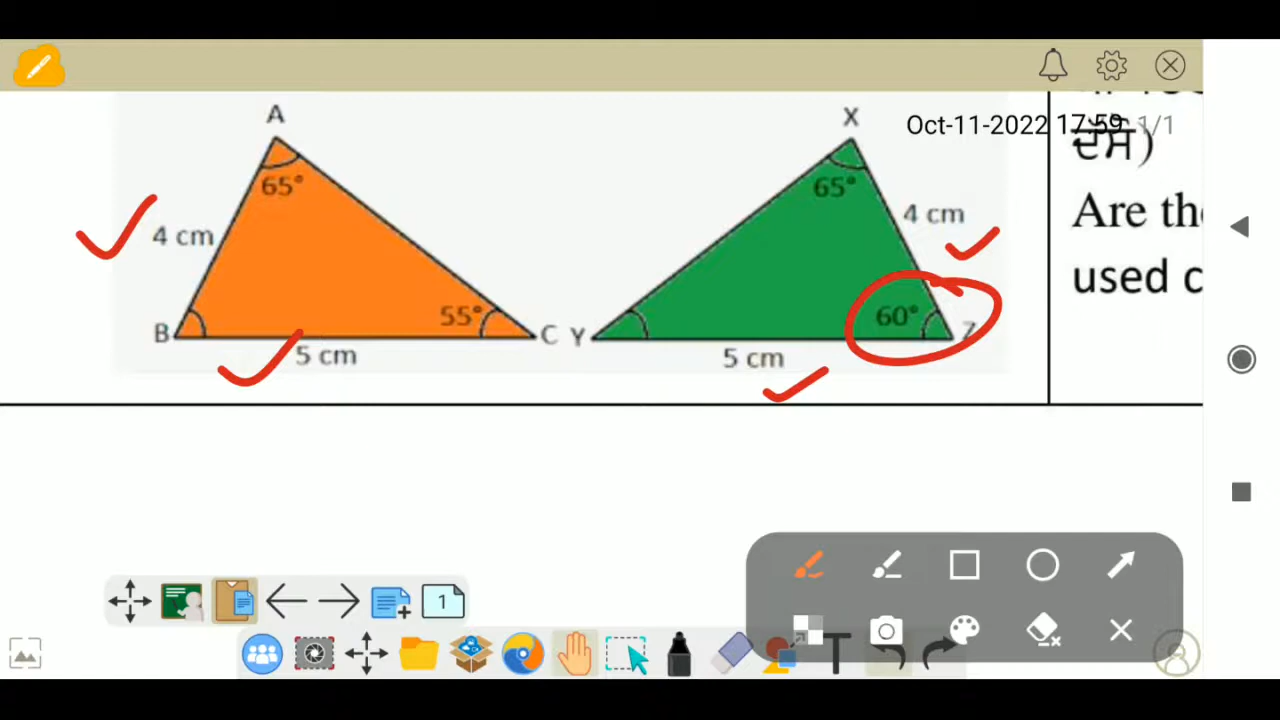 A
X
Oct-11-2022 17:59 1/1
ਦੱਸੋ)
65°
65°
4 cm
4 cm
Are the
used c
55°
60°
B
C
Y
Z
5 cm
5 cm
1
T